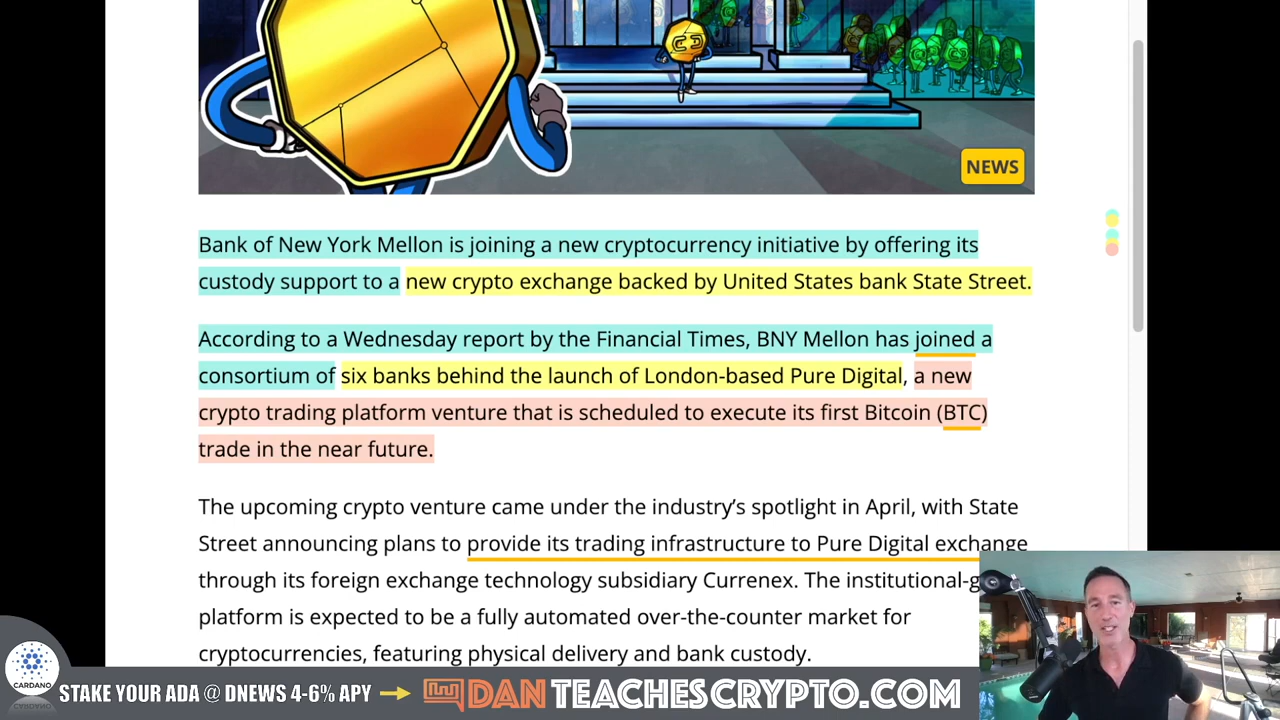 NEWS
Bank of New York Mellon is joining a new cryptocurrency initiative by offering its
custody support to a new crypto exchange backed by United States bank State Street.
According to a Wednesday report by the Financial Times, BNY Mellon has joined a
consortium of six banks behind the launch of London-based Pure Digital, a new
crypto trading platform venture that is scheduled to execute its first Bitcoin (BTC)
trade in the near future.
The upcoming crypto venture came under the industry’s spotlight in April, with State
Street announcing plans to provide its trading infrastructure to Pure Digital exchange
through its foreign exchange technology subsidiary Currenex. The institutional-g
platform is expected to be a fully automated over-the-counter market for
cryptocurrencies, featuring physical delivery and bank custody.
CARDANO
STAKE YOUR ADA @ DNEWS 4-6% APY
DANTEACHESCRYPTO.COM